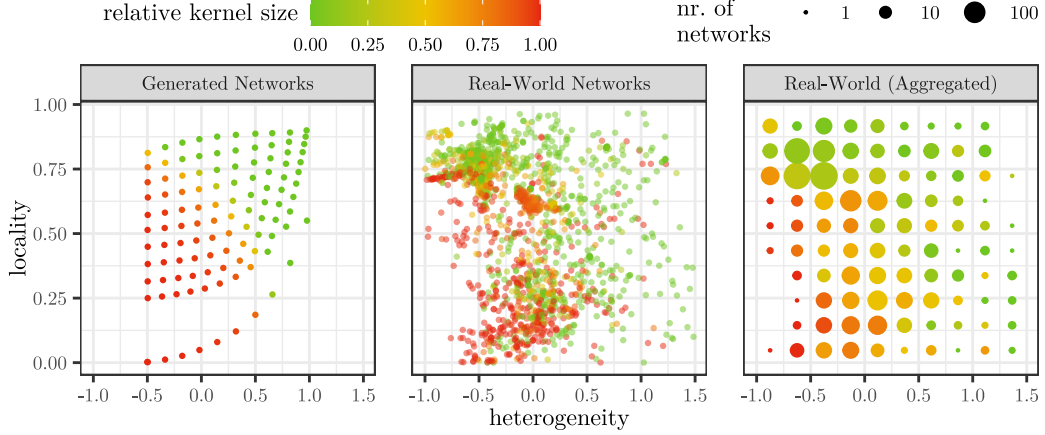 relative kernel size
0.00 0.25 0.50 0.75 1.00
nr. of
networks
1 10 100
Generated Networks
Real-World Networks
Real-World (Aggregated)
locality
1.00
0.75
0.50
0.25
0.00
-1.0 -0.5 0.0 0.5 1.0 1.5
-1.0 -0.5 0.0 0.5 1.0 1.5
-1.0 -0.5 0.0 0.5 1.0 1.5
heterogeneity